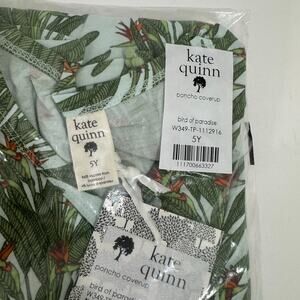 kate
quinn
poncho coverup
bird of paradise
W349-TP-1112916
5Y
111700663327
kate
quinn
5Y
kate
quinn
poncho coverup
bird of paradise